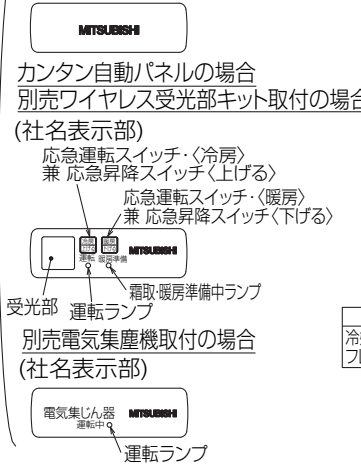 MITSUBISHI
カンタン自動パネルの場合
別売ワイヤレス受光部キット取付の場合
(社名表示部)
応急運転スイッチ・〈冷房〉
兼 応急昇降スイッチ〈上げる〉
応急運転スイッチ・〈暖房〉
兼 応急昇降スイッチ〈下げる〉
MITSUBISHI
運転 暖房準備
霜取・暖房準備中ランプ
受光部 運転ランプ
別売電気集塵機取付の場合
(社名表示部)
電気集じん器 MITSUBISHI
運転中
運転ランプ